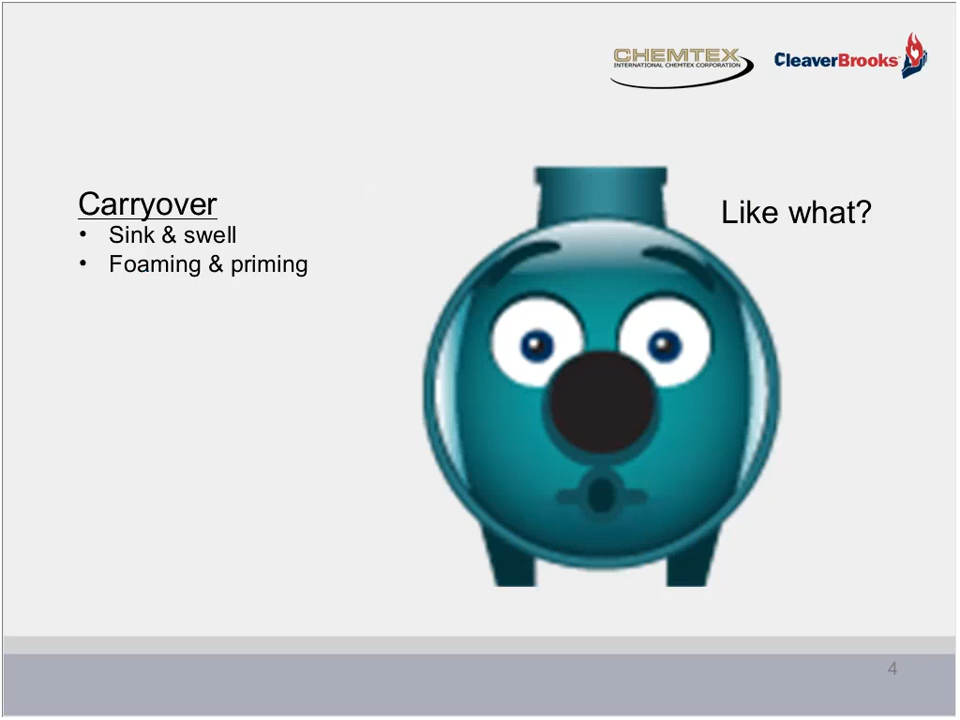 CHEMTEX
INTERNATIONAL CHEMTEX CORPORATION
CleaverBrooks
Carryover
• Sink & swell
• Foaming & priming
Like what?
4